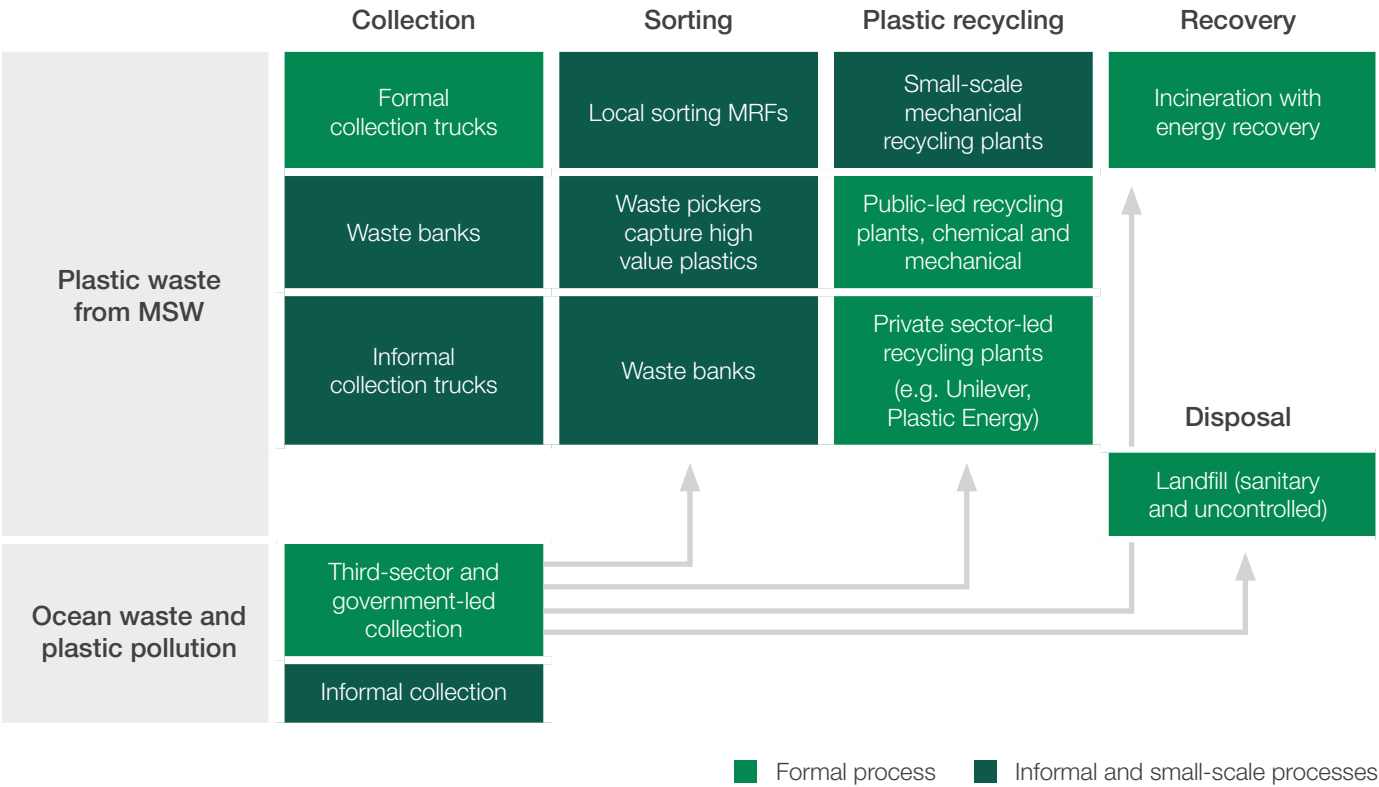 Collection
Sorting
Plastic recycling
Recovery
Plastic waste
from MSW
Formal
collection trucks
Local sorting MRFs
Small-scale
mechanical
recycling plants
Incineration with
energy recovery
Waste banks
Waste pickers
capture high
value plastics
Public-led recycling
plants, chemical and
mechanical
Informal
collection trucks
Waste banks
Private sector-led
recycling plants
(e.g. Unilever,
Plastic Energy)
Disposal
Landfill (sanitary
and uncontrolled)
Ocean waste and
plastic pollution
Third-sector and
government-led
collection
Informal collection
Formal process
Informal and small-scale processes